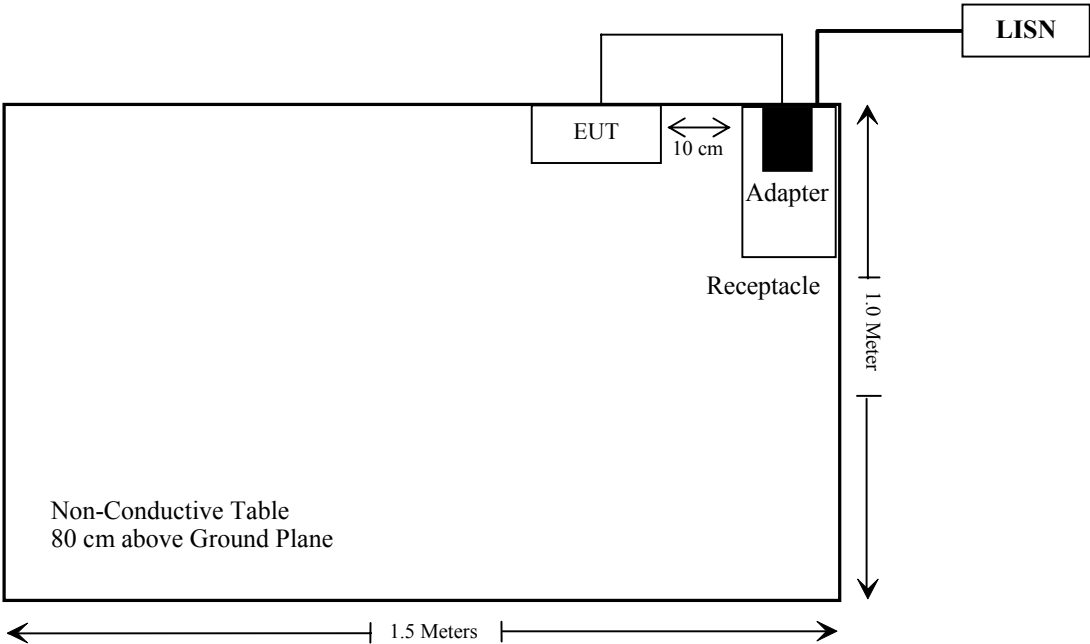 LISN
EUT
10 cm
Adapter
Receptacle
1.0 Meter
Non-Conductive Table
80 cm above Ground Plane
1.5 Meters